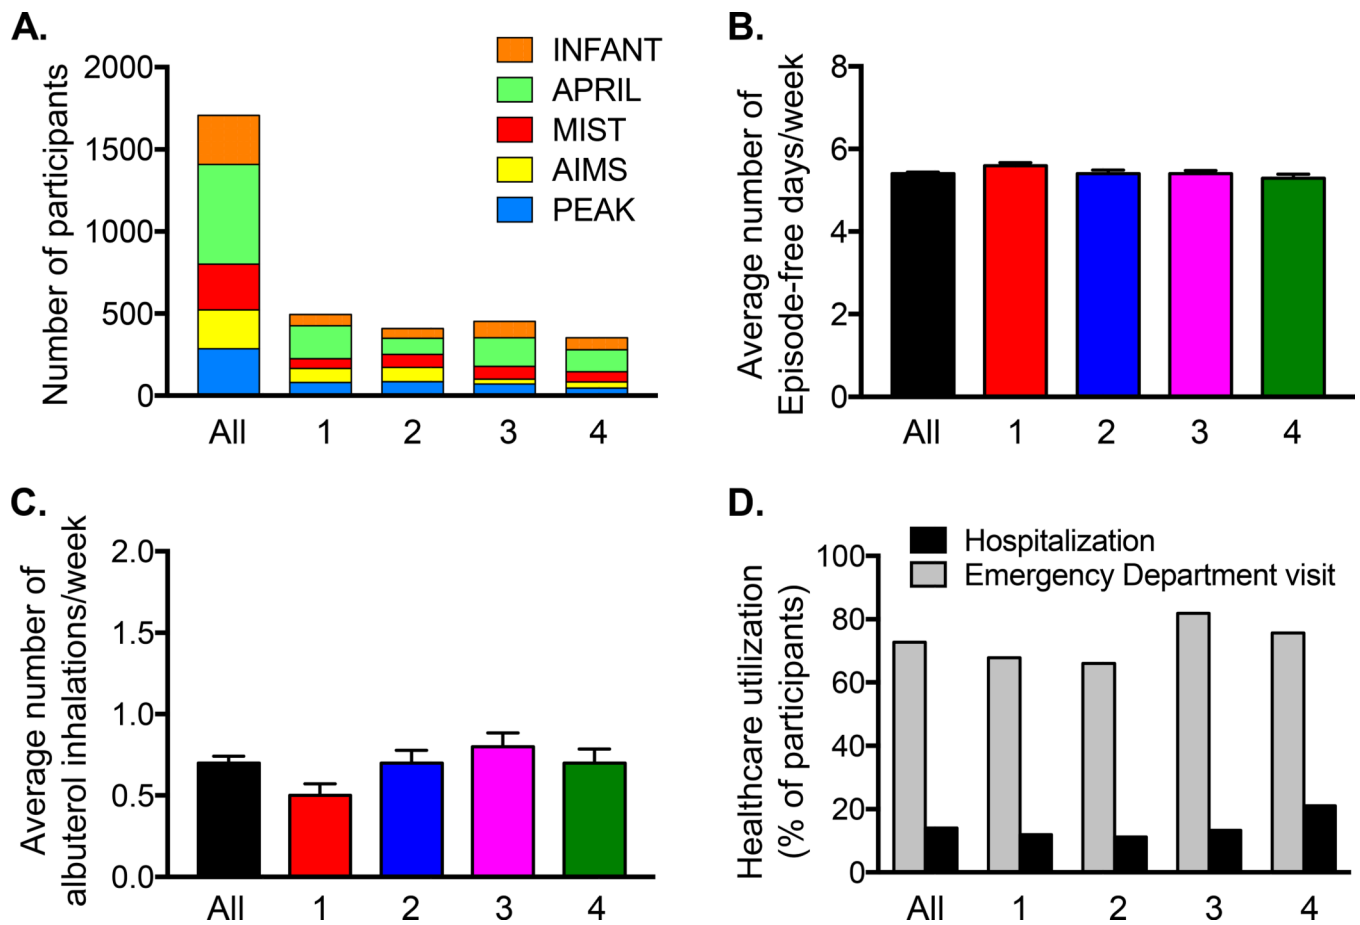 A.
Number of participants
2000
1500
1000
500
0
INFANT
APRIL
MIST
AIMS
PEAK
All 1 2 3 4
B.
Average number of
Episode-free days/week
8
6
4
2
0
All 1 2 3 4
C.
Average number of
albuterol inhalations/week
2.0
1.5
1.0
0.5
0.0
All 1 2 3 4
D.
Healthcare utilization
(% of participants)
100
80
60
40
20
0
Hospitalization
Emergency Department visit
All 1 2 3 4